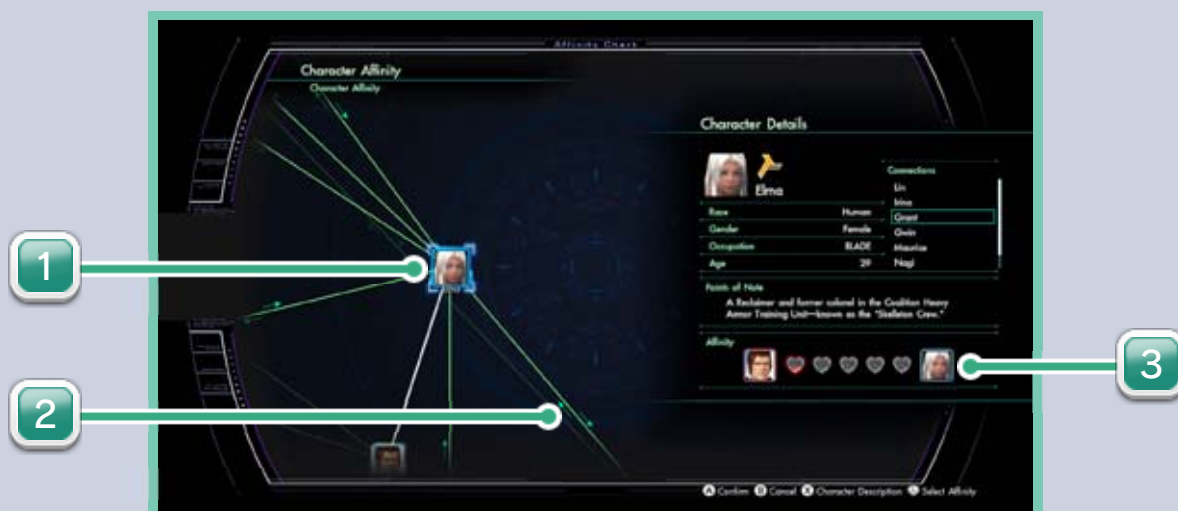 Affinity Chart
Character Affinity
Character Affinity
Character Details
Elma
Connections
Lin
Irina
Grant
Gwin
Maurice
Nagi
Race Human
Gender Female
Occupation BLADE
Age 29
Points of Note
A Reclaimer and former colonel in the Coalition Heavy
Armor Training Unit—known as the "Skeleton Crew."
Affinity
1
2
3
A Confirm B Cancel X Character Description L Select Affinity